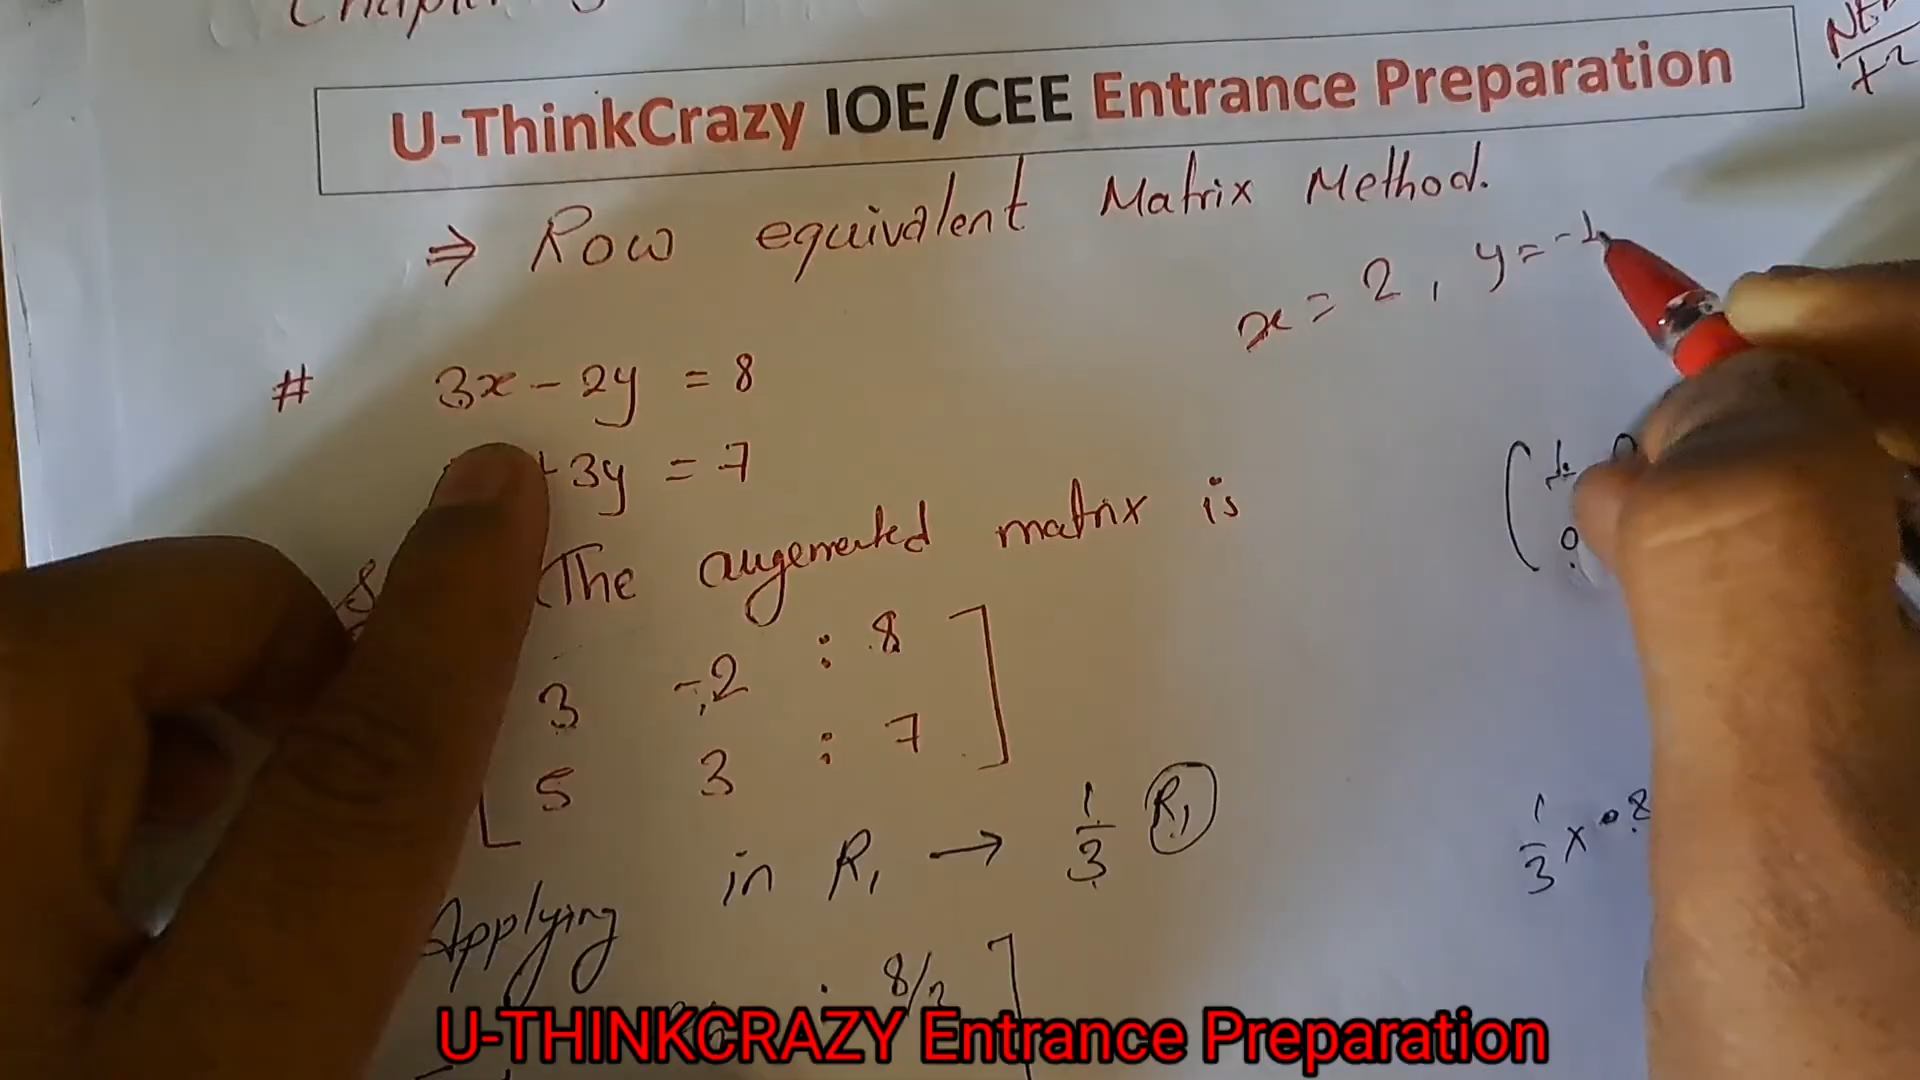 U-ThinkCrazy IOE/CEE Entrance Preparation
⇒ Row equivalent Matrix Method.
x = 2, y = -1
# 3x - 2y = 8
+ 3y = 7
The augemented matrix is
3 -2 : 8
5 3 : 7
Applying in R₁ → 1/3 R₁
1/3 x 8
: 8/3
U-THINKCRAZY Entrance Preparation